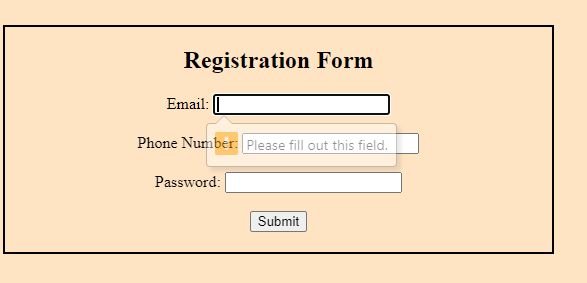 Registration Form
Email:
Phone Number:
Please fill out this field.
Password:
Submit